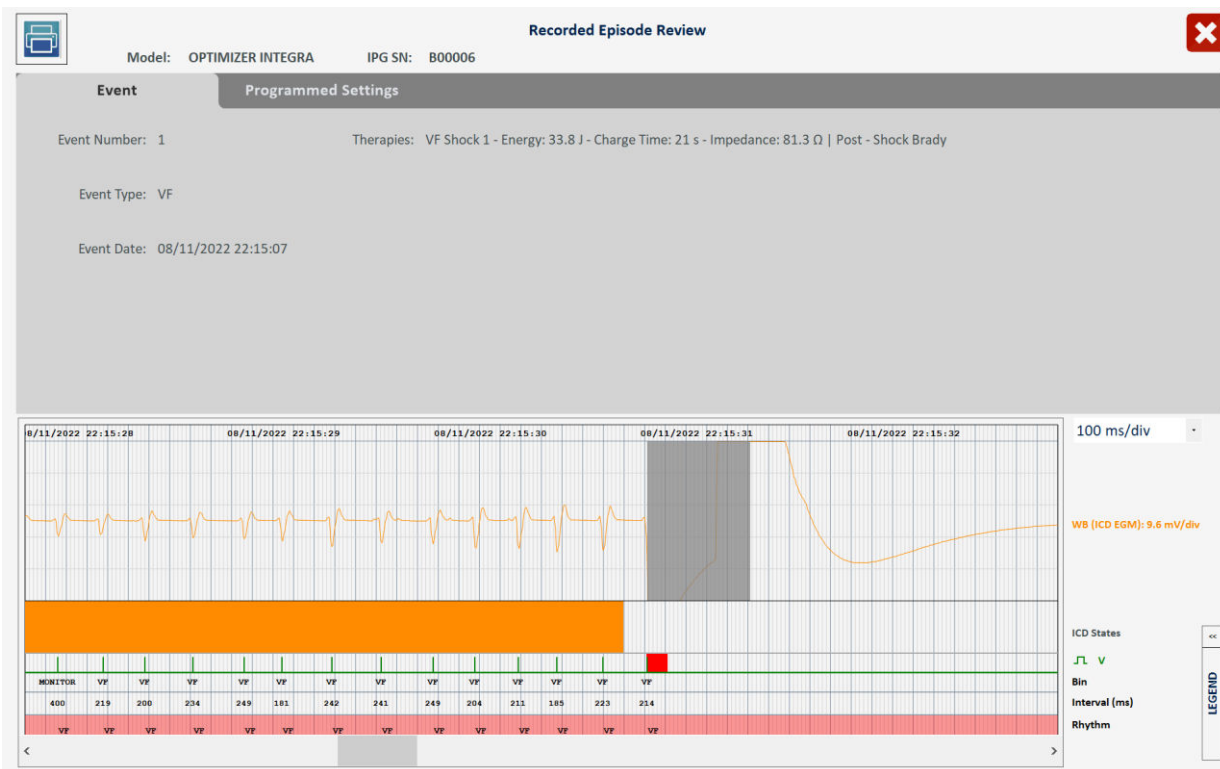 Recorded Episode Review
Model: OPTIMIZER INTEGRA IPG SN: B00006
Event Programmed Settings
Event Number: 1 Therapies: VF Shock 1 - Energy: 33.8 J - Charge Time: 21 s - Impedance: 81.3 Ω | Post - Shock Brady
Event Type: VF
Event Date: 08/11/2022 22:15:07
8/11/2022 22:15:28 08/11/2022 22:15:29 08/11/2022 22:15:30 08/11/2022 22:15:31 08/11/2022 22:15:32 100 ms/div
WB (ICD EGM): 9.6 mV/div
ICD States <<
V
MONITOR VF VF VF VF VF VF VF VF VF VF VF VF VF Bin
400 219 200 234 249 181 242 241 249 204 211 185 223 214 Interval (ms)
VF VF VF VF VF VF VF VF VF VF VF VF VF VF Rhythm
LEGEND
< >